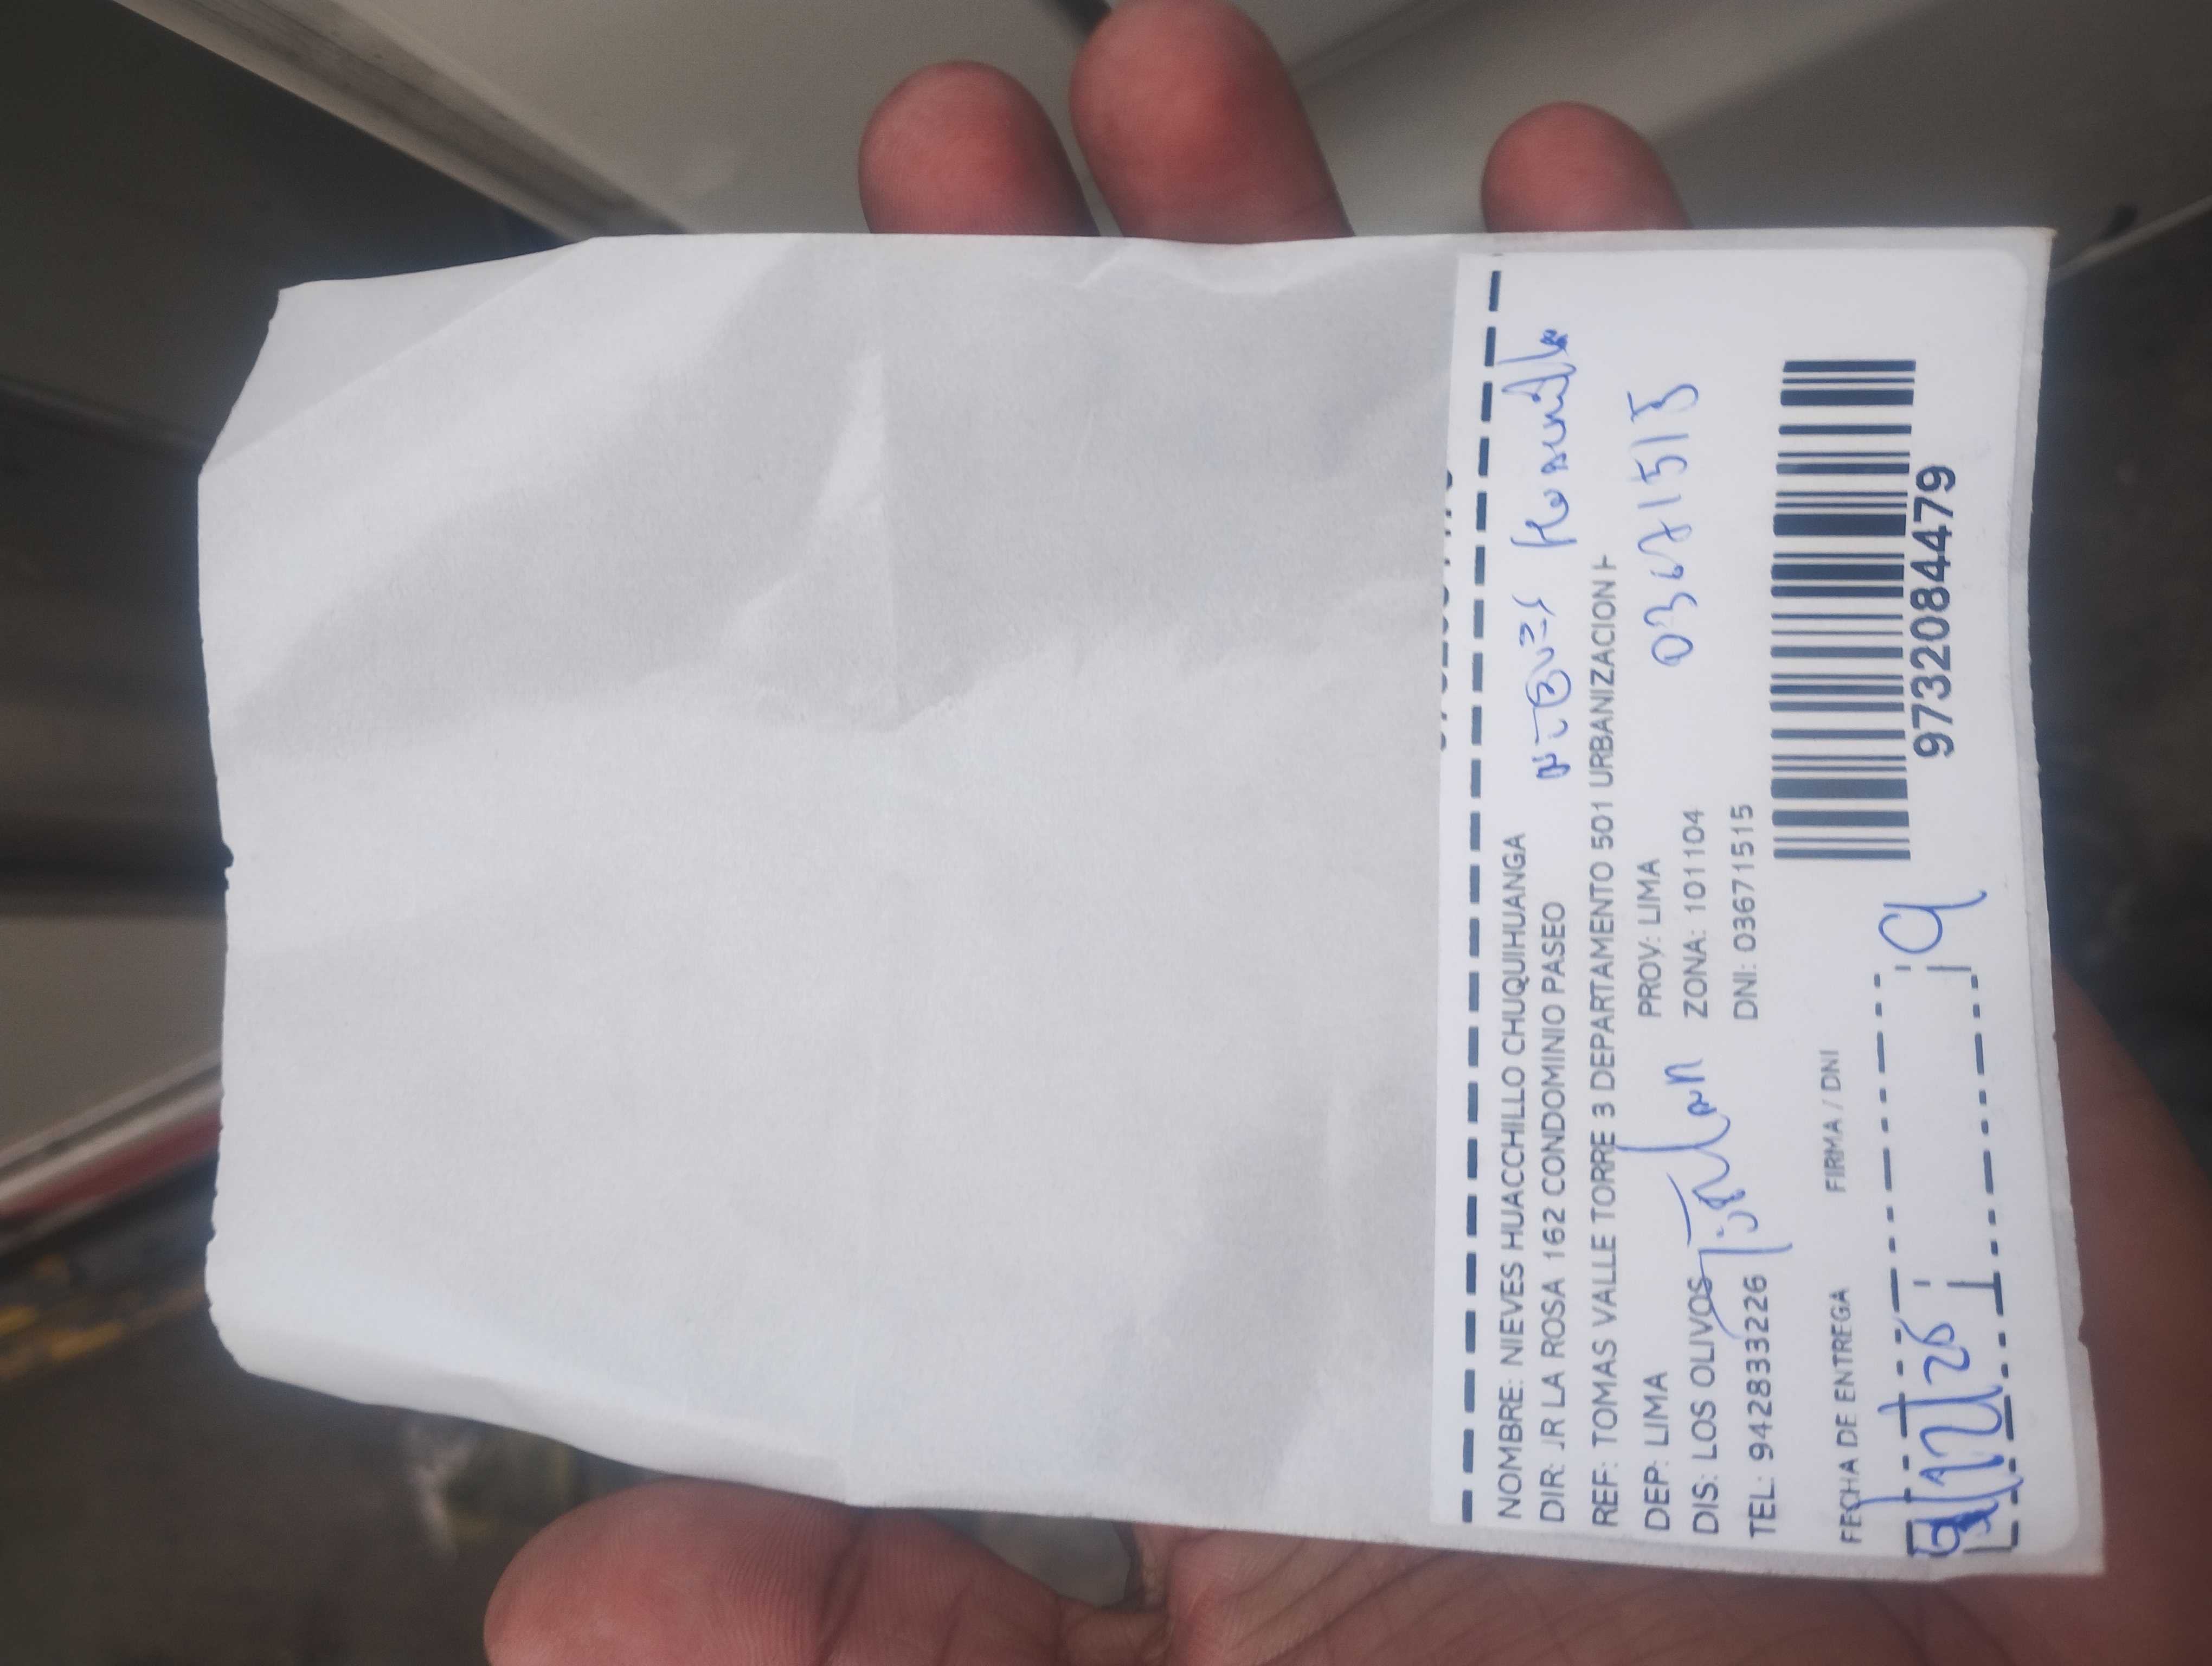 NOMBRE: NIEVES HUACCHILLO CHUQUIHUANGA
DIR: JR LA ROSA 162 CONDOMINIO PASEO
REF: TOMAS VALLE TORRE 3 DEPARTAMENTO 501 URBANIZACION H
DEP: LIMA PROV: LIMA
03671515
DIS: LOS OLIVOS ZONA: 101104
TEL: 942833226 DNI: 03671515
FECHA DE ENTREGA FIRMA / DNI
9732084479